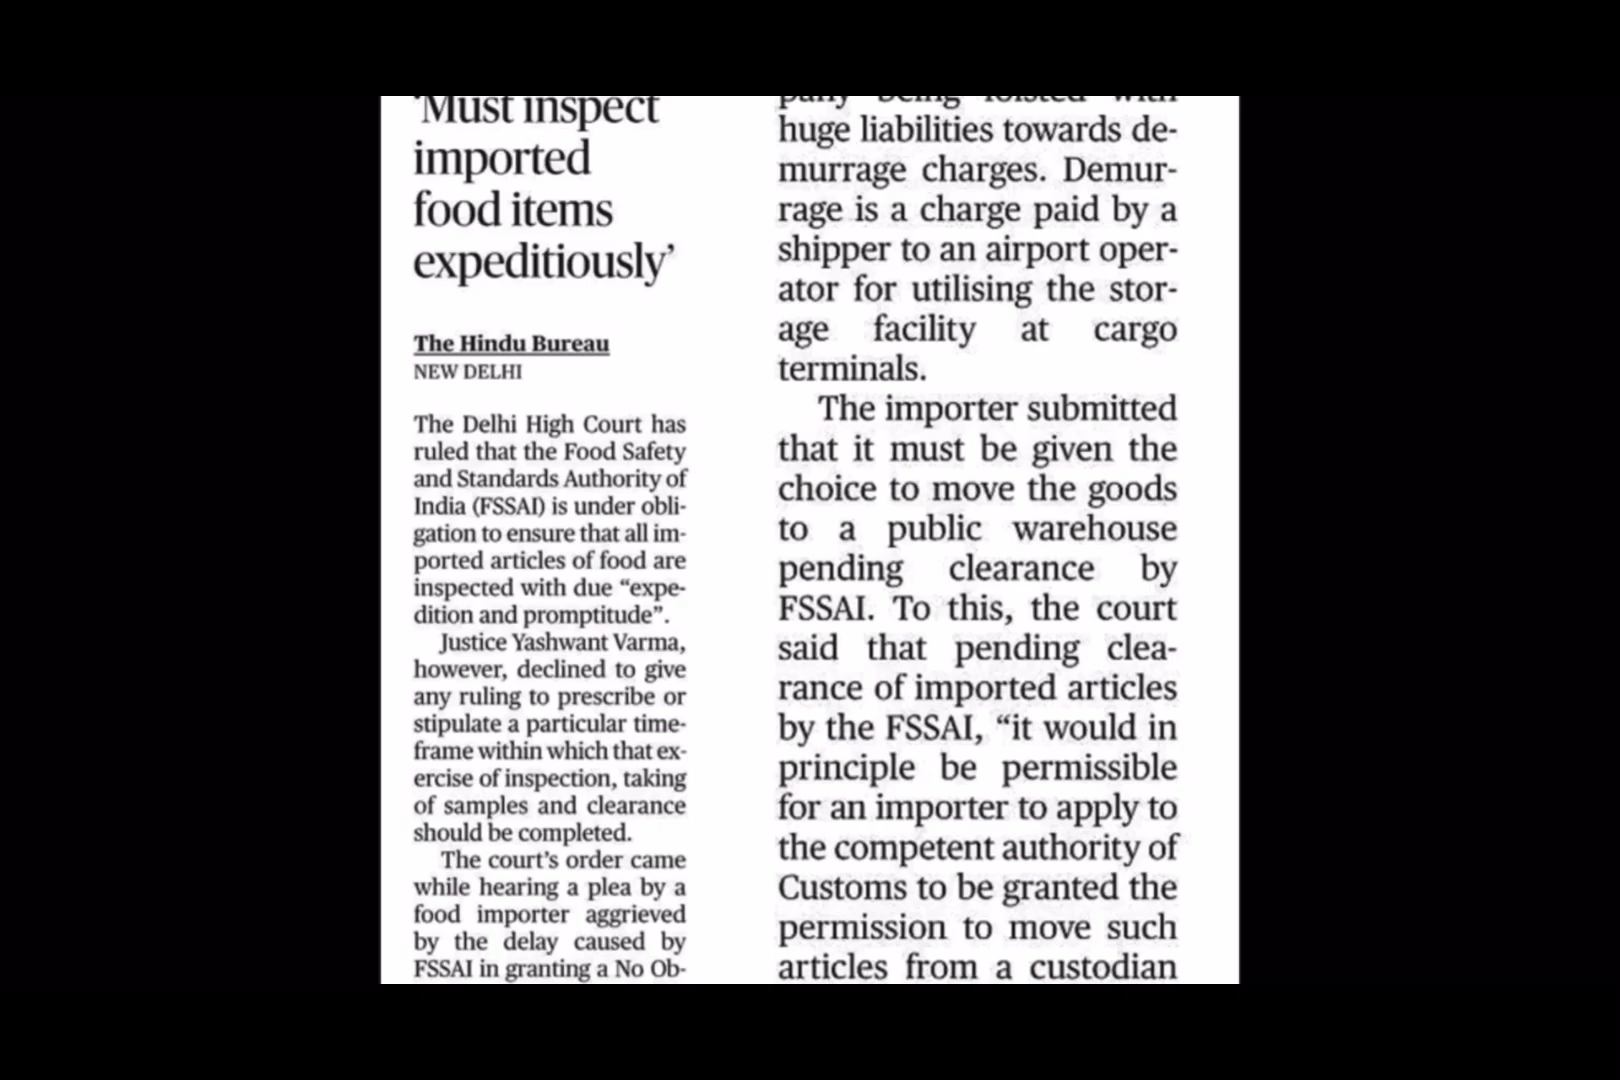 'Must inspect
imported
food items
expeditiously'
The Hindu Bureau
NEW DELHI
The Delhi High Court has
ruled that the Food Safety
and Standards Authority of
India (FSSAI) is under obli-
gation to ensure that all im-
ported articles of food are
inspected with due “expe-
dition and promptitude”.
Justice Yashwant Varma,
however, declined to give
any ruling to prescribe or
stipulate a particular time-
frame within which that ex-
ercise of inspection, taking
of samples and clearance
should be completed.
The court’s order came
while hearing a plea by a
food importer aggrieved
by the delay caused by
FSSAI in granting a No Ob-
pany being foisted with
huge liabilities towards de-
murrage charges. Demur-
rage is a charge paid by a
shipper to an airport oper-
ator for utilising the stor-
age facility at cargo
terminals.
The importer submitted
that it must be given the
choice to move the goods
to a public warehouse
pending clearance by
FSSAI. To this, the court
said that pending clea-
rance of imported articles
by the FSSAI, “it would in
principle be permissible
for an importer to apply to
the competent authority of
Customs to be granted the
permission to move such
articles from a custodian